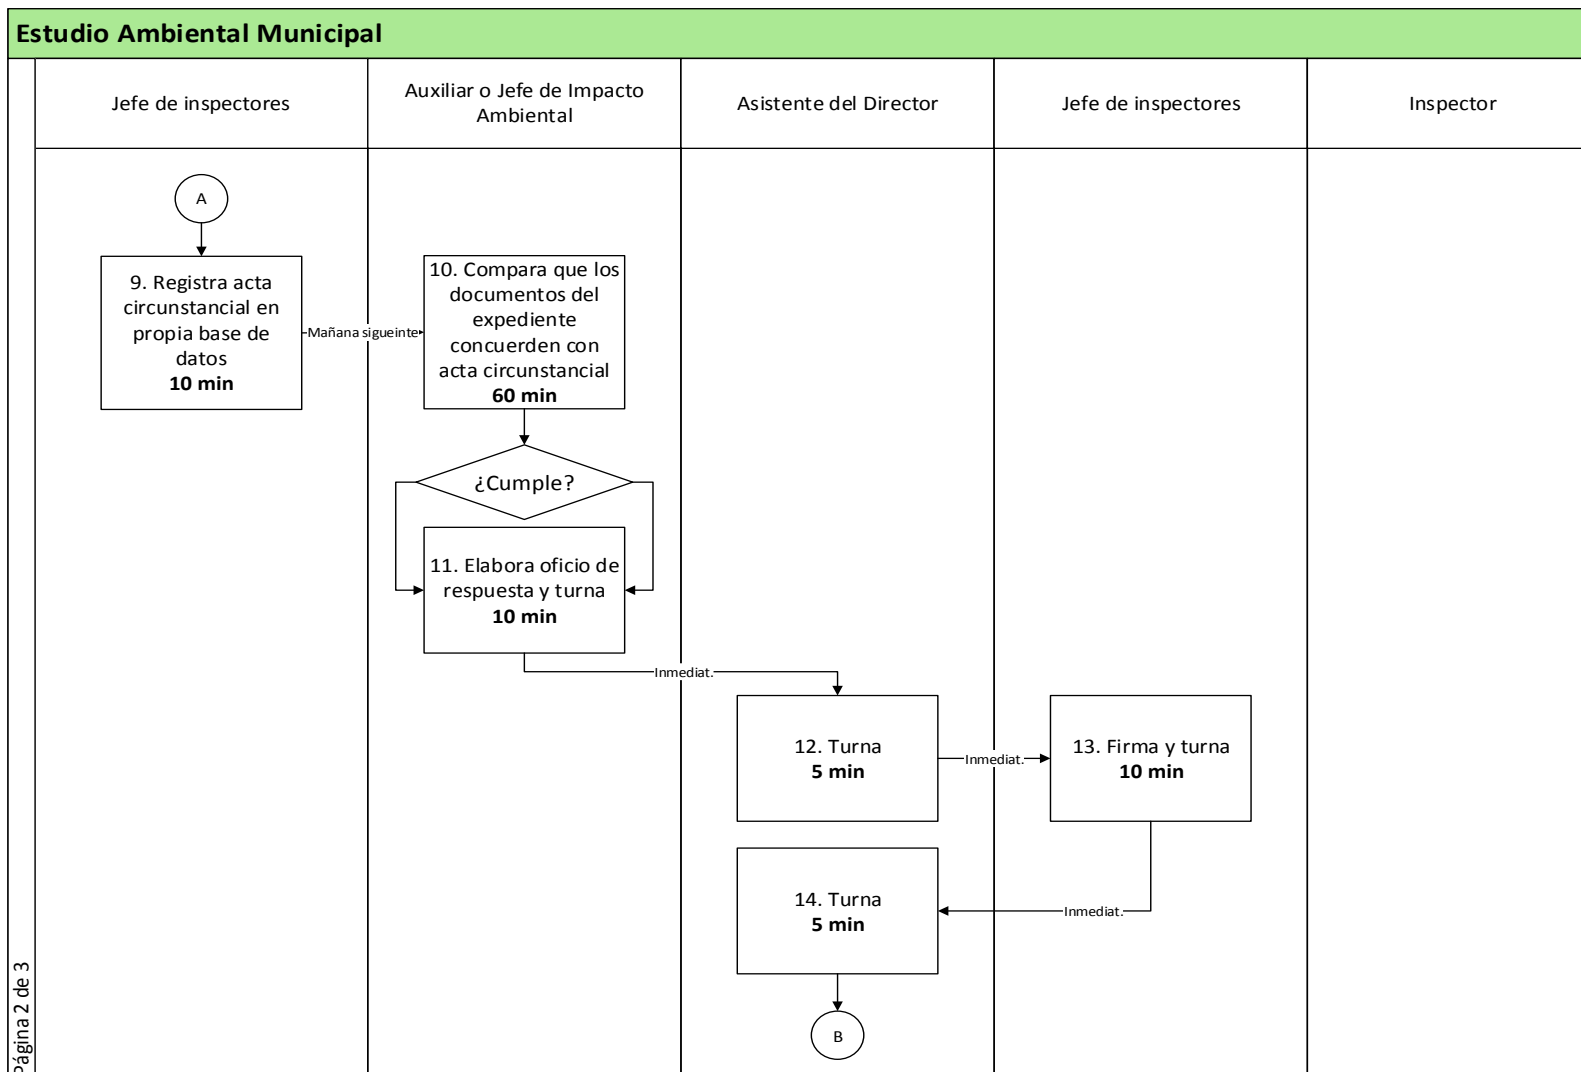 Estudio Ambiental Municipal
Jefe de inspectores
Auxiliar o Jefe de Impacto
Ambiental
Asistente del Director
Jefe de inspectores
Inspector
A
9. Registra acta
circunstancial en
propia base de
datos
10 min
Mañana sigueinte
10. Compara que los
documentos del
expediente
concuerden con
acta circunstancial
60 min
¿Cumple?
11. Elabora oficio de
respuesta y turna
10 min
Inmediat.
12. Turna
5 min
Inmediat.
13. Firma y turna
10 min
Inmediat.
14. Turna
5 min
B
Página 2 de 3